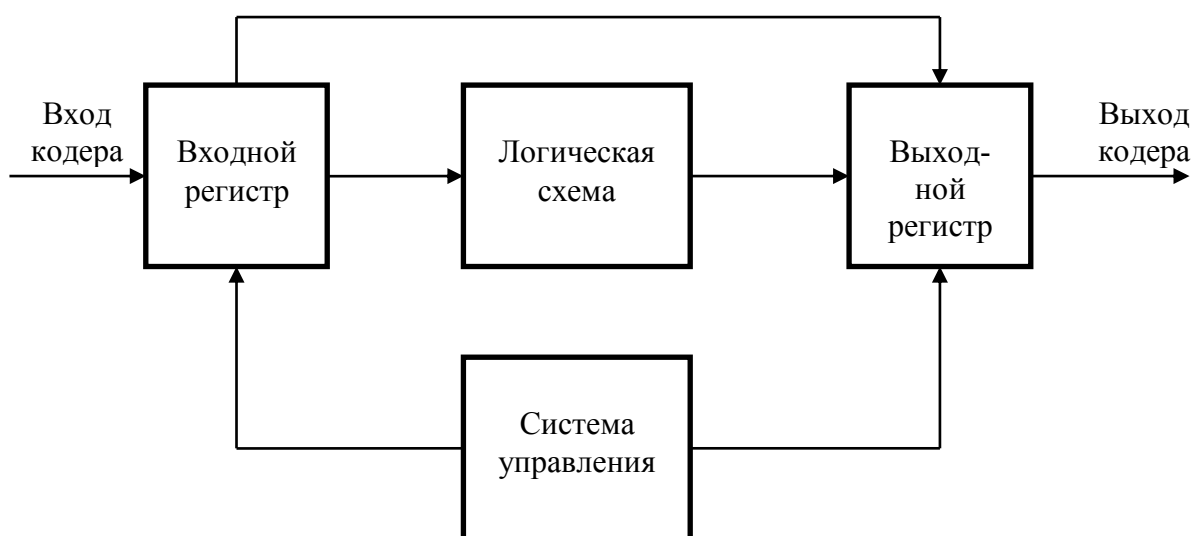 Вход
кодера
Входной
регистр
Логическая
схема
Выход-
ной
регистр
Выход
кодера
Система
управления